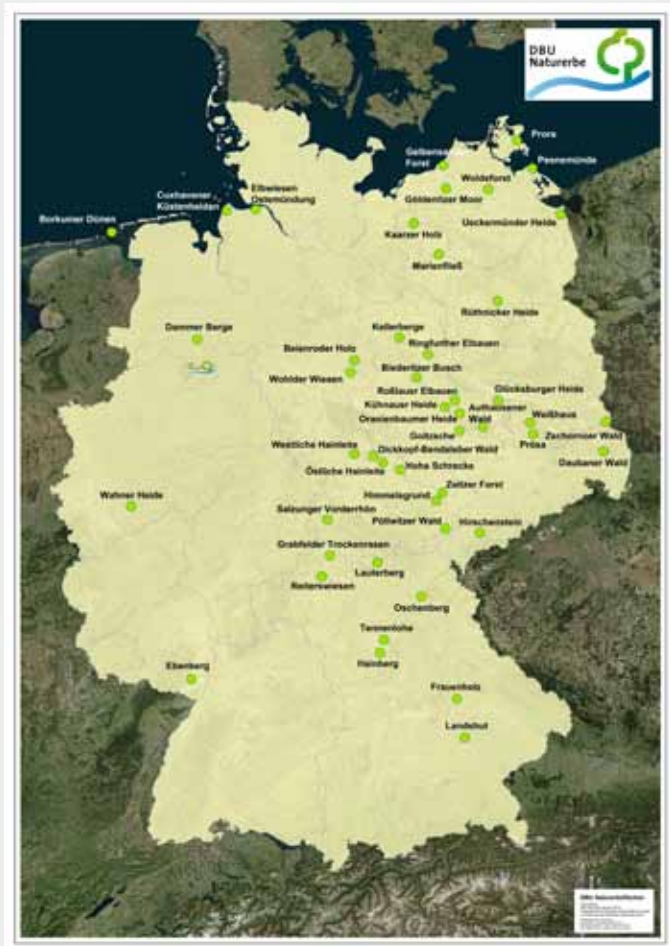 DBU
Naturerbe
Prora
Peenemünde
Forst
Woldeforst
Göldenitzer Moor
Ueckermünder Heide
Cuxhavener
Küstenheiden
Elbwiesen
Ostemündung
Borkumer Dünen
Kaarzer Holz
Marienfließ
Rüthnicker Heide
Dammer Berge
Kellerberge
Ringfurther Elbauen
Beienroder Holz
Biederitzer Busch
Wohlder Wiesen
Roßlauer Elbauen
Glücksburger Heide
Kühnauer Heide
Authausener
Wald
Oranienbaumer Heide
Weißhaus
Goitzsche
Prösa
Zschornoer Wald
Daubaner Wald
Westliche Hainleite
Dickkopf-Bendeleber Wald
Östliche Hainleite
Hohe Schrecke
Wahner Heide
Himmelsgrund
Zeitzer Forst
Salzunger Vorderrhön
Pöllwitzer Wald
Hirschenstein
Grabfelder Trockenrasen
Lauterberg
Reiterswiesen
Oschenberg
Tennenlohe
Hainberg
Ebenberg
Frauenholz
Landshut
DBU Naturerbeflächen